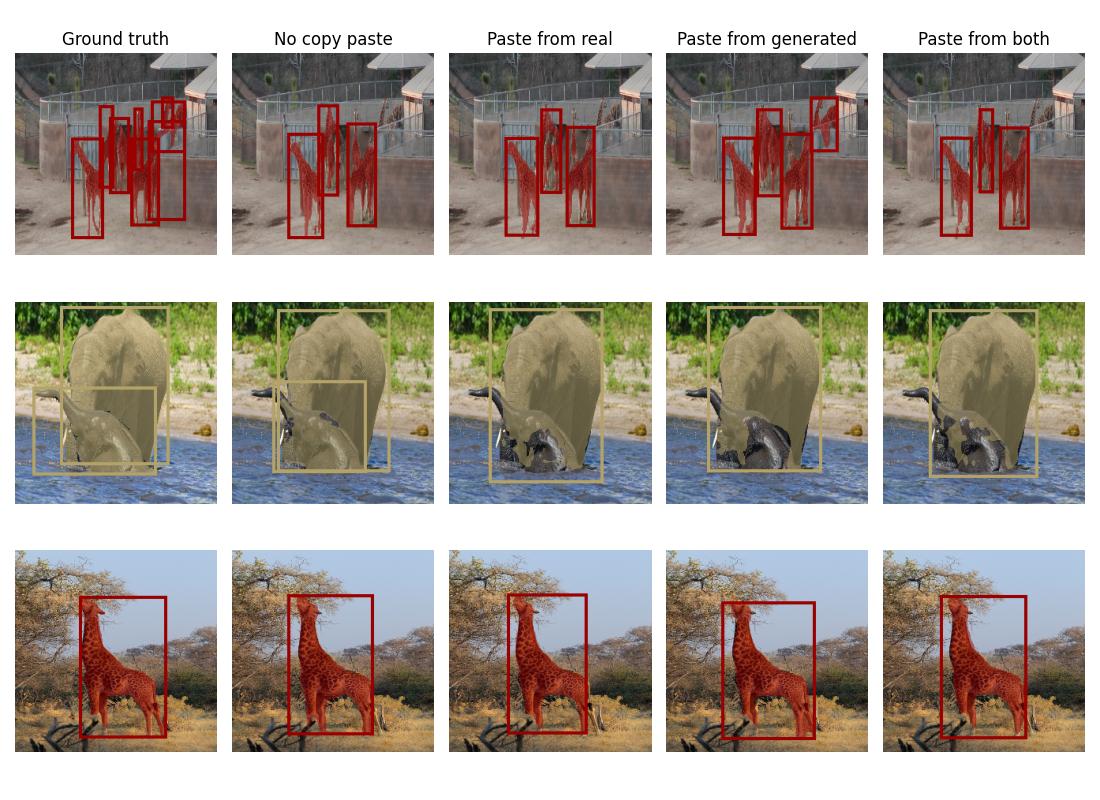 Ground truth
No copy paste
Paste from real
Paste from generated
Paste from both